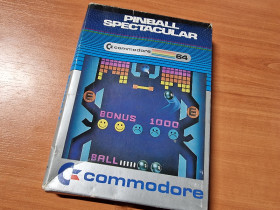 PINBALL
SPECTACULAR
commodore 64
BONUS 1000
BALL
commodore